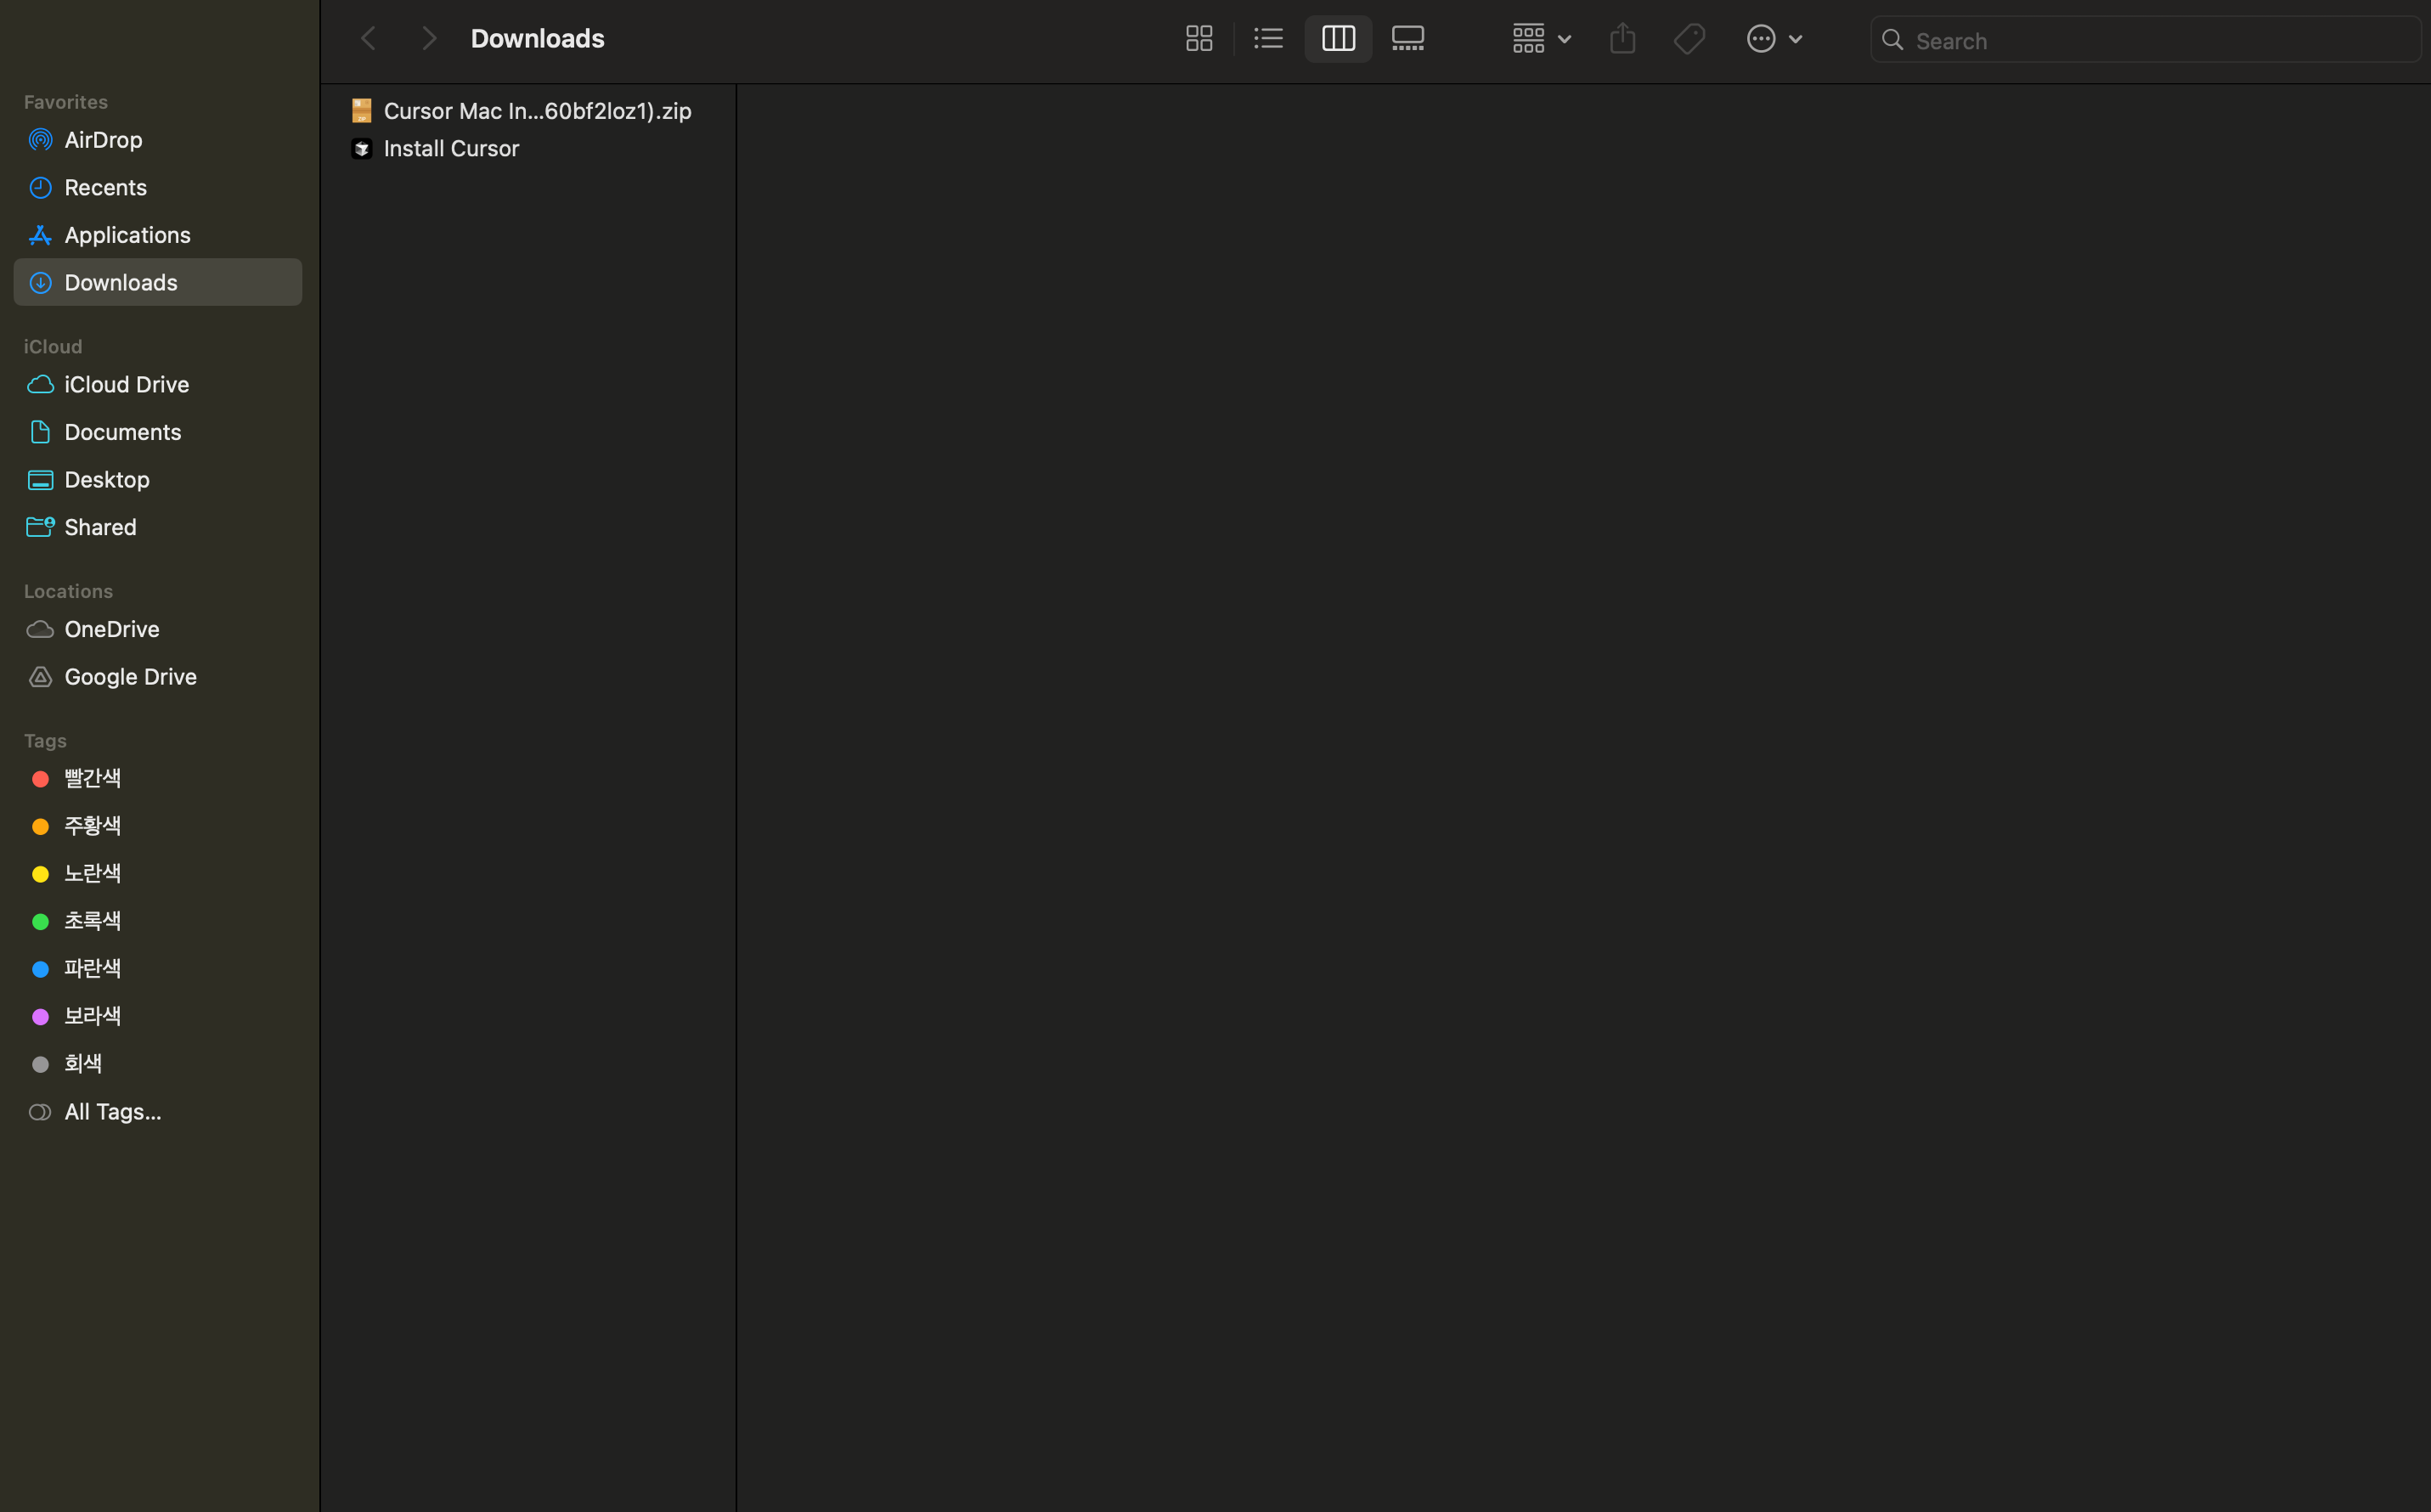 Downloads
Search
Favorites
AirDrop
Recents
Applications
Downloads
iCloud
iCloud Drive
Documents
Desktop
Shared
Locations
OneDrive
Google Drive
Tags
빨간색
주황색
노란색
초록색
파란색
보라색
회색
All Tags...
Cursor Mac In...60bf2loz1).zip
Install Cursor